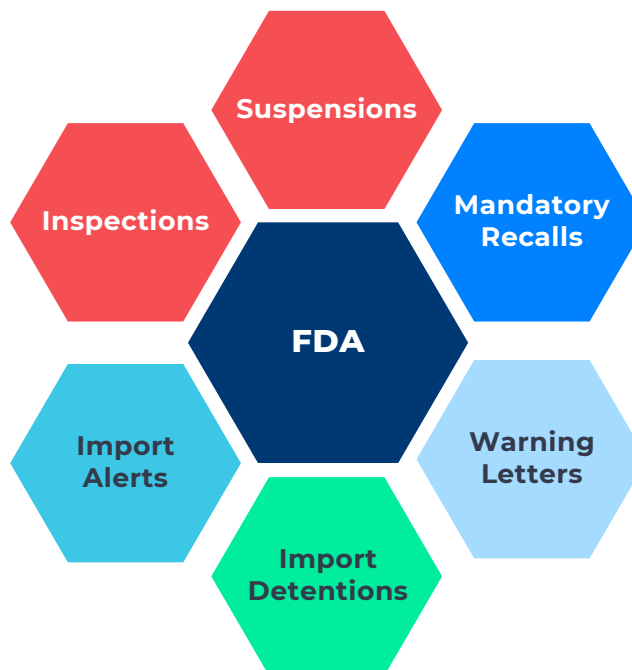 Suspensions
Inspections
Mandatory
Recalls
FDA
Import
Alerts
Warning
Letters
Import
Detentions